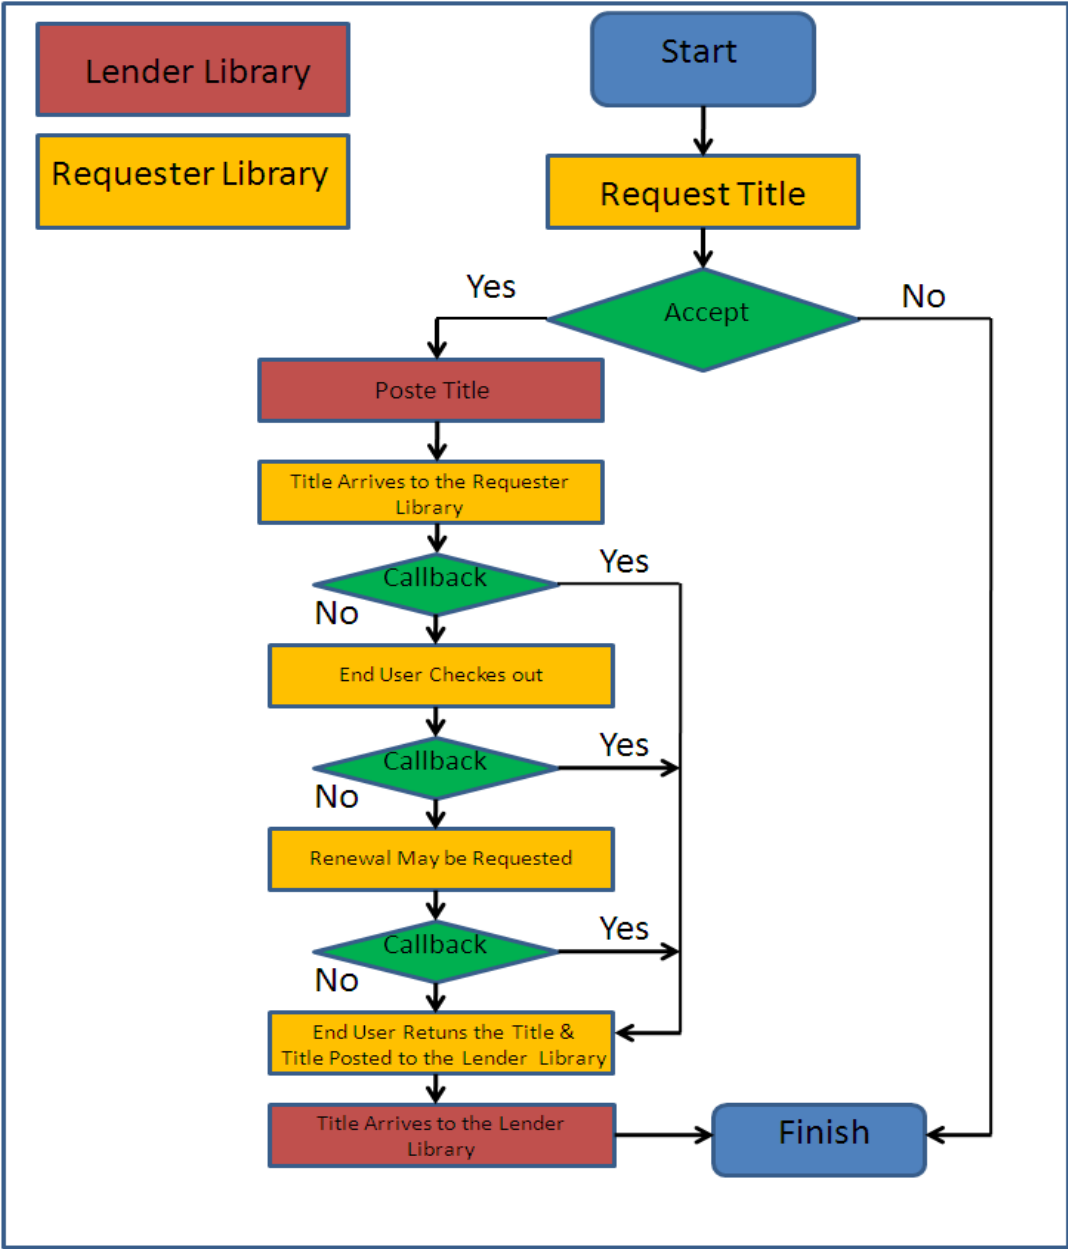 Lender Library
Start
Requester Library
Request Title
Yes
Accept
No
Poste Title
Title Arrives to the Requester
Library
Callback
Yes
No
End User Checkes out
Callback
Yes
No
Renewal May be Requested
Callback
Yes
No
End User Retuns the Title &
Title Posted to the Lender Library
Title Arrives to the Lender
Library
Finish